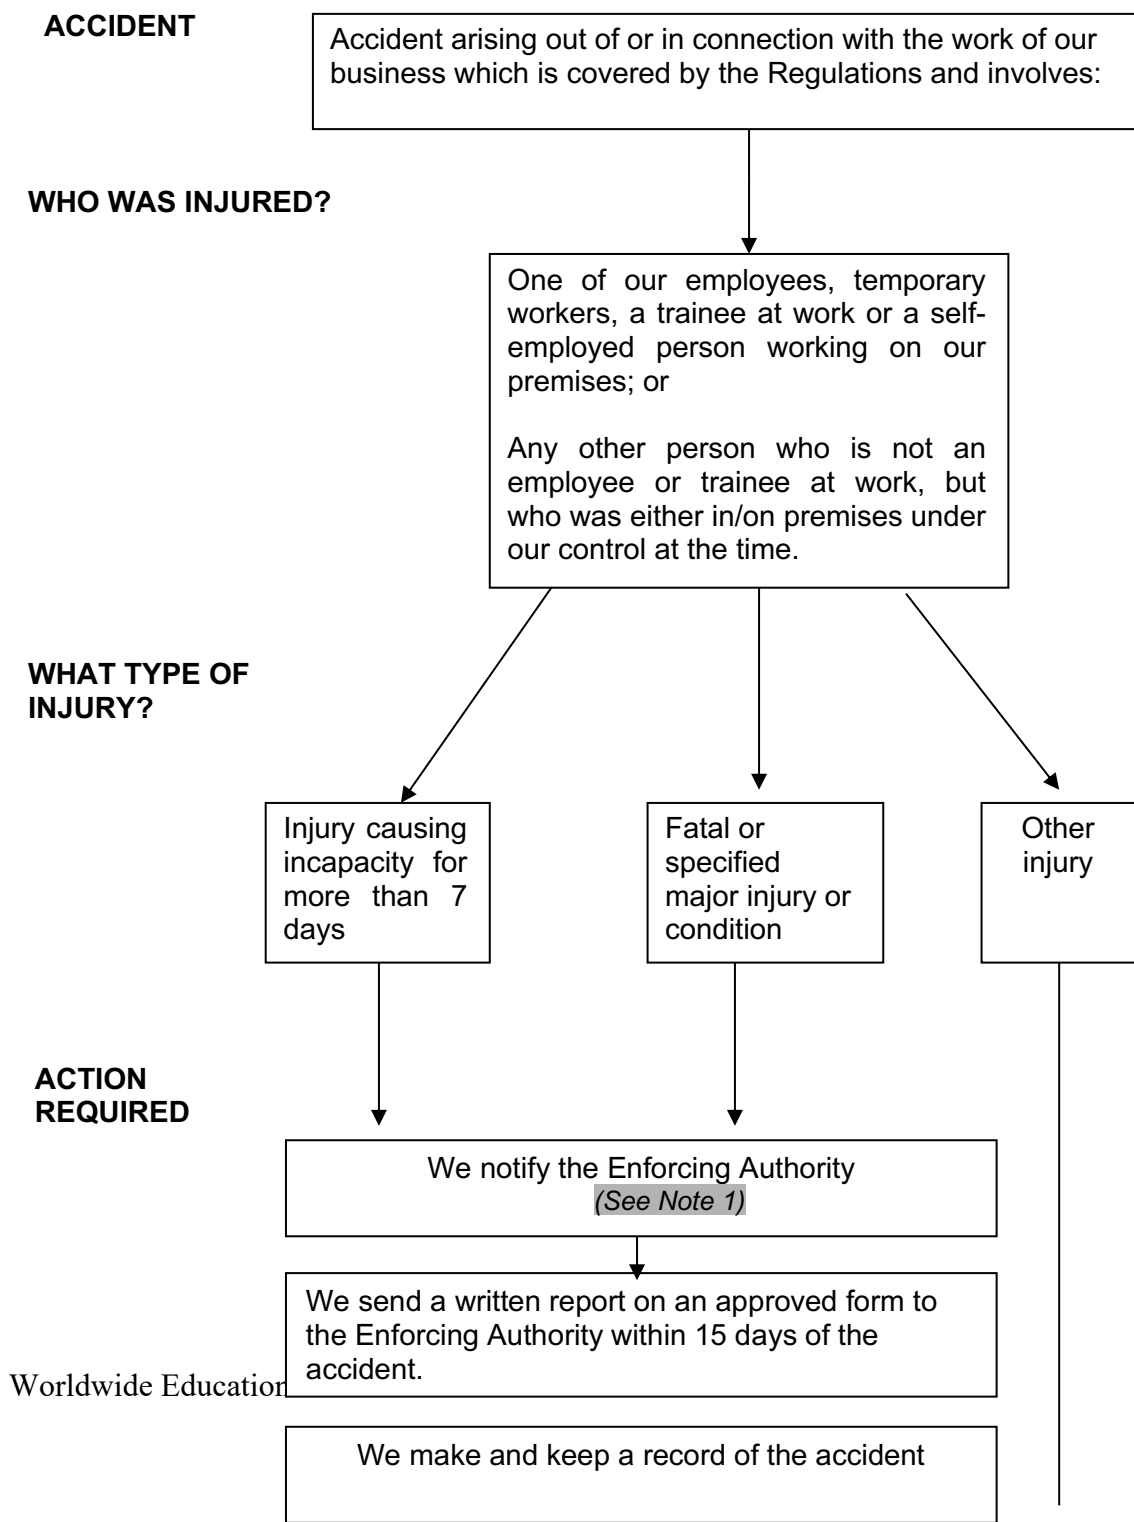 ACCIDENT
Accident arising out of or in connection with the work of our
business which is covered by the Regulations and involves:
WHO WAS INJURED?
One of our employees, temporary
workers, a trainee at work or a self-
employed person working on our
premises; or
Any other person who is not an
employee or trainee at work, but
who was either in/on premises under
our control at the time.
WHAT TYPE OF
INJURY?
Injury causing
incapacity for
more than 7
days
Fatal or
specified
major injury or
condition
Other
injury
ACTION
REQUIRED
We notify the Enforcing Authority
(See Note 1)
We send a written report on an approved form to
the Enforcing Authority within 15 days of the
accident.
Worldwide Education
We make and keep a record of the accident